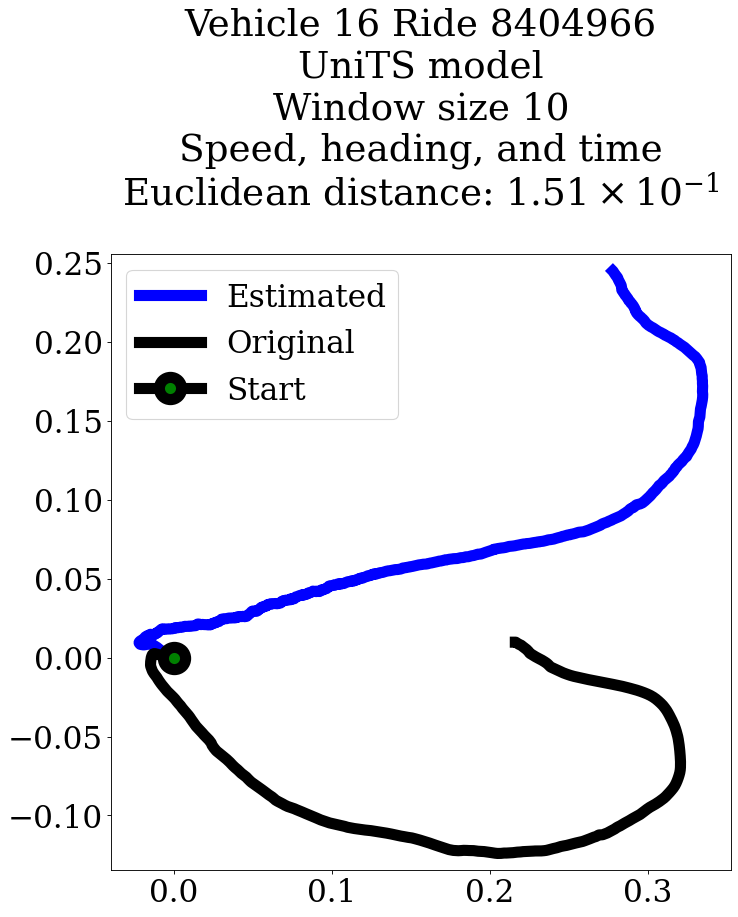 Vehicle 16 Ride 8404966
UniTS model
Window size 10
Speed, heading, and time
Euclidean distance: 1.51 × 10⁻¹
0.25
0.20
0.15
0.10
0.05
0.00
−0.05
−0.10
Estimated
Original
Start
0.0 0.1 0.2 0.3